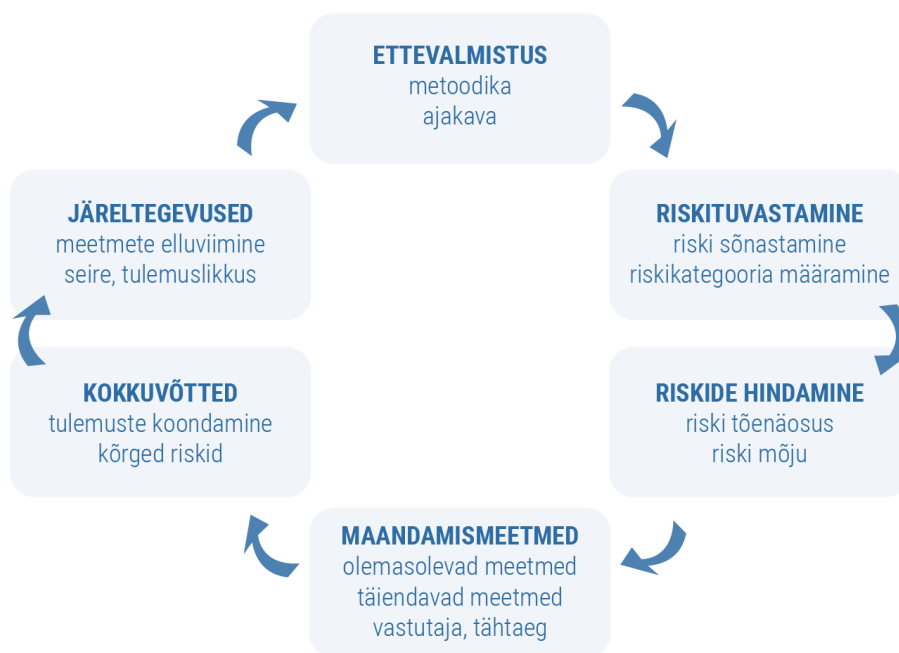 ETTEVALMISTUS
metoodika
ajakava
JÄRELTEGEVUSED
meetmete elluviimine
seire, tulemuslikkus
RISKITUVASTAMINE
riski sõnastamine
riskikategooria määramine
KOKKUVÕTTED
tulemuste koondamine
kõrged riskid
RISKIDE HINDAMINE
riski tõenäosus
riski mõju
MAANDAMISMEETMED
olemasolevad meetmed
täiendavad meetmed
vastutaja, tähtaeg